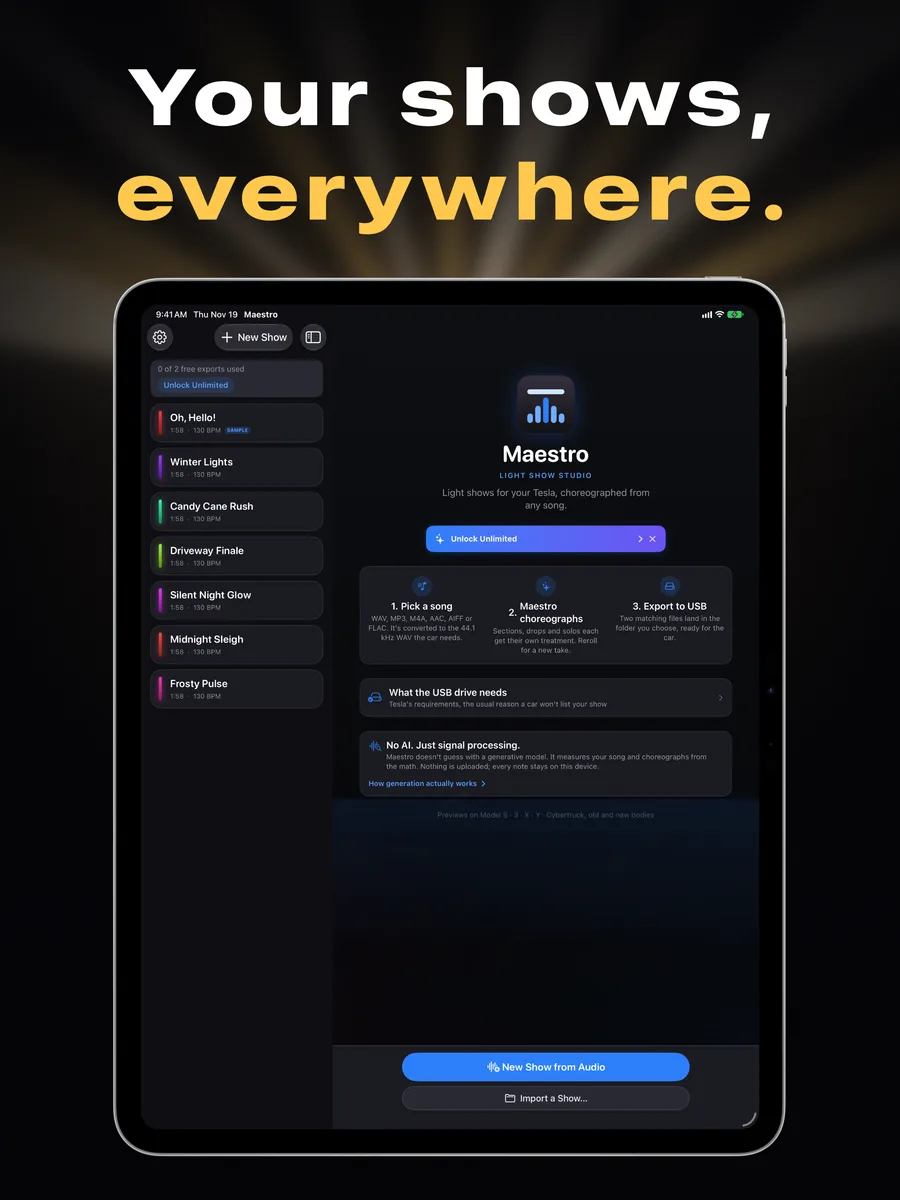 Your shows,
everywhere.
9:41 AM Thu Nov 19 Maestro
+ New Show
0 of 2 free exports used
Unlock Unlimited
Oh, Hello!
1:58 · 130 BPM SAMPLE
Winter Lights
1:58 · 130 BPM
Candy Cane Rush
1:58 · 130 BPM
Driveway Finale
1:58 · 130 BPM
Silent Night Glow
1:58 · 130 BPM
Midnight Sleigh
1:58 · 130 BPM
Frosty Pulse
1:58 · 130 BPM
Maestro
LIGHT SHOW STUDIO
Light shows for your Tesla, choreographed from
any song.
Unlock Unlimited
1. Pick a song
WAV, MP3, M4A, AAC, AIFF or
FLAC. It's converted to the 44.1
kHz WAV the car needs.
2. Maestro
choreographs
Sections, drops and solos each
get their own treatment. Reroll
for a new take.
3. Export to USB
Two matching files land in the
folder you choose, ready for the
car.
What the USB drive needs
Tesla's requirements, the usual reason a car won't list your show
No AI. Just signal processing.
Maestro doesn't guess with a generative model. It measures your song and choreographs from
the math. Nothing is uploaded; every note stays on this device.
How generation actually works
Previews on Model S · 3 · X · Y · Cybertruck, old and new bodies
New Show from Audio
Import a Show...